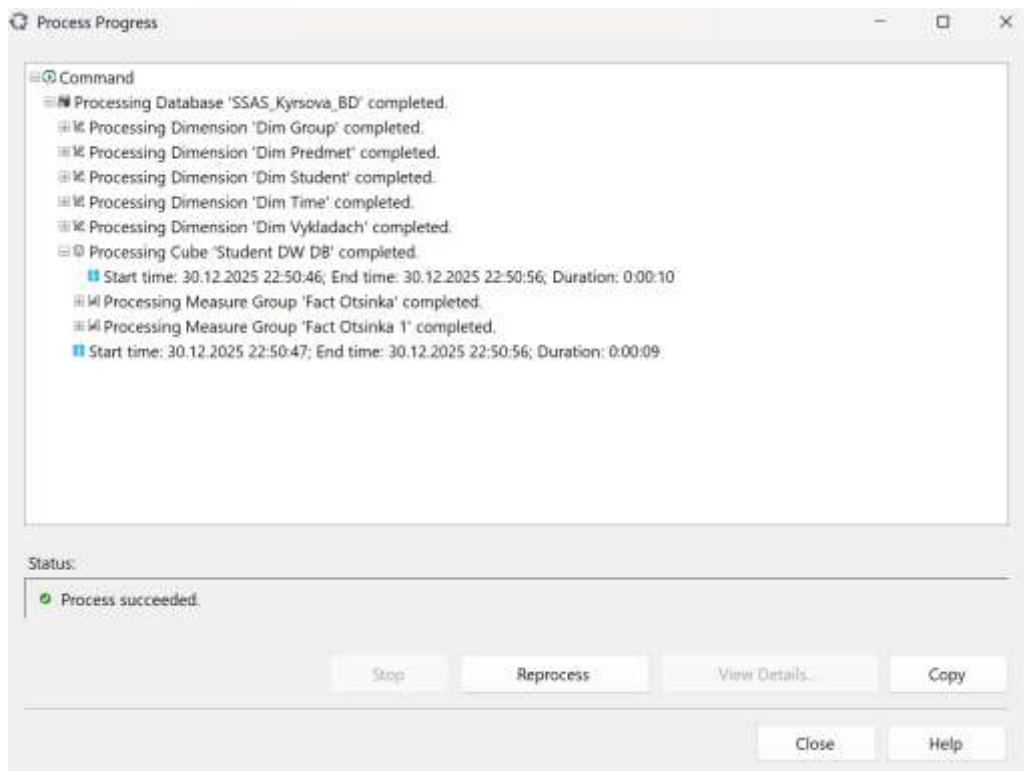 Process Progress
Command
Processing Database 'SSAS_Kyrsova_BD' completed.
Processing Dimension 'Dim Group' completed.
Processing Dimension 'Dim Predmet' completed.
Processing Dimension 'Dim Student' completed.
Processing Dimension 'Dim Time' completed.
Processing Dimension 'Dim Vykladach' completed.
Processing Cube 'Student DW DB' completed.
Start time: 30.12.2025 22:50:46; End time: 30.12.2025 22:50:56; Duration: 0:00:10
Processing Measure Group 'Fact Otsinka' completed.
Processing Measure Group 'Fact Otsinka 1' completed.
Start time: 30.12.2025 22:50:47; End time: 30.12.2025 22:50:56; Duration: 0:00:09
Status:
Process succeeded.
Stop Reprocess View Details... Copy
Close Help